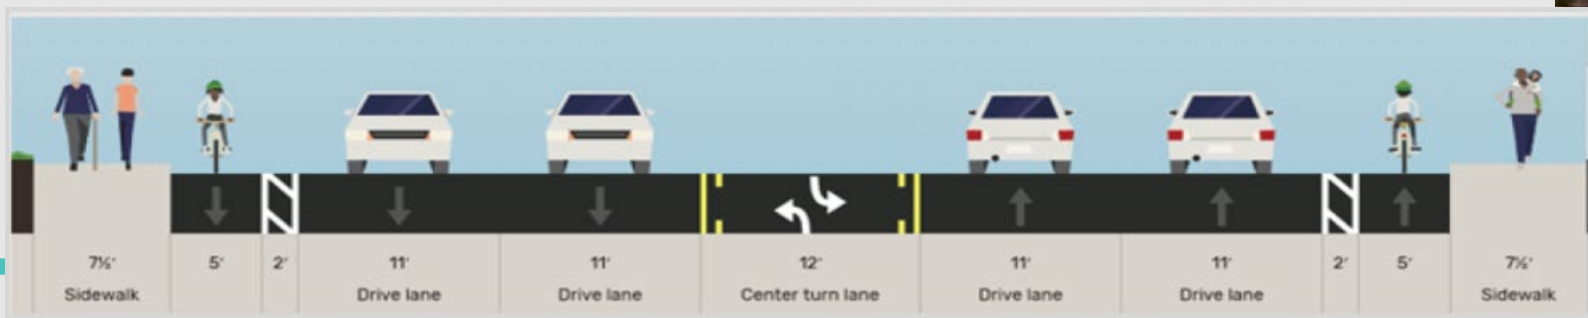 7½' 5' 2' 11' 11' 12' 11' 11' 2' 5' 7½'
Sidewalk Drive lane Drive lane Center turn lane Drive lane Drive lane Sidewalk